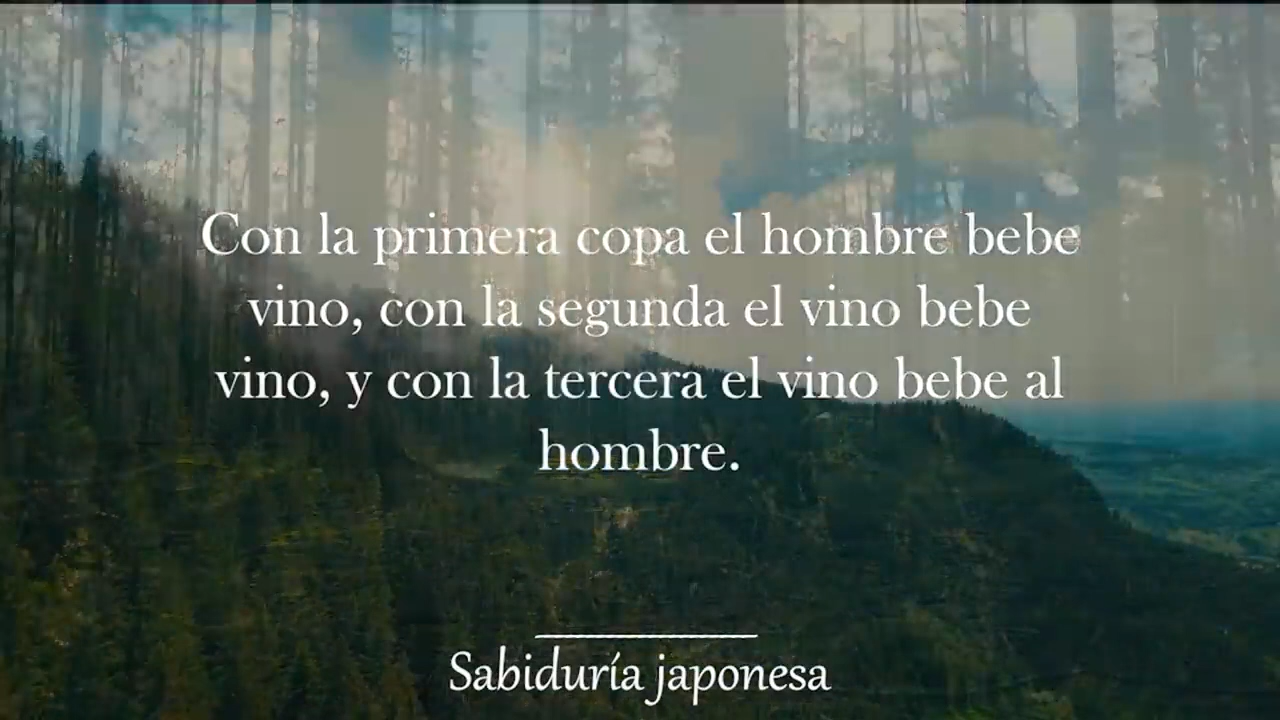 Con la primera copa el hombre bebe
vino, con la segunda el vino bebe
vino, y con la tercera el vino bebe al
hombre.
Sabiduría japonesa